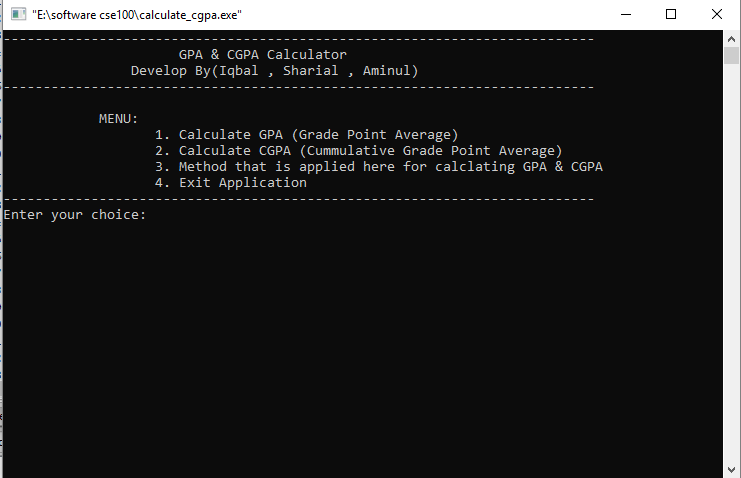 "E:\software cse100\calculate_cgpa.exe"
--------------------------------------------------------------------------
GPA & CGPA Calculator
Develop By(Iqbal , Sharial , Aminul)
--------------------------------------------------------------------------
MENU:
1. Calculate GPA (Grade Point Average)
2. Calculate CGPA (Cummulative Grade Point Average)
3. Method that is applied here for calclating GPA & CGPA
4. Exit Application
--------------------------------------------------------------------------
Enter your choice: